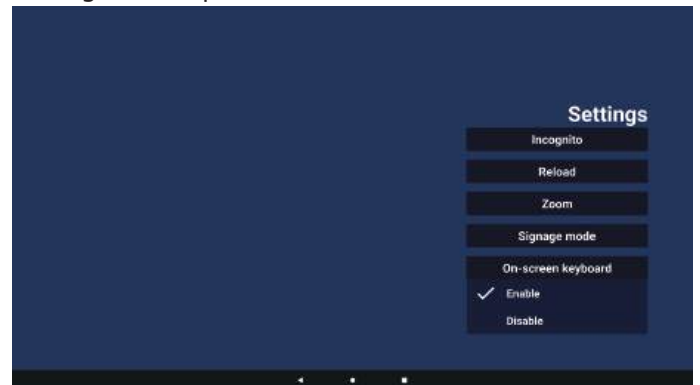 Settings
Incognito
Reload
Zoom
Signage mode
On-screen keyboard
Enable
Disable